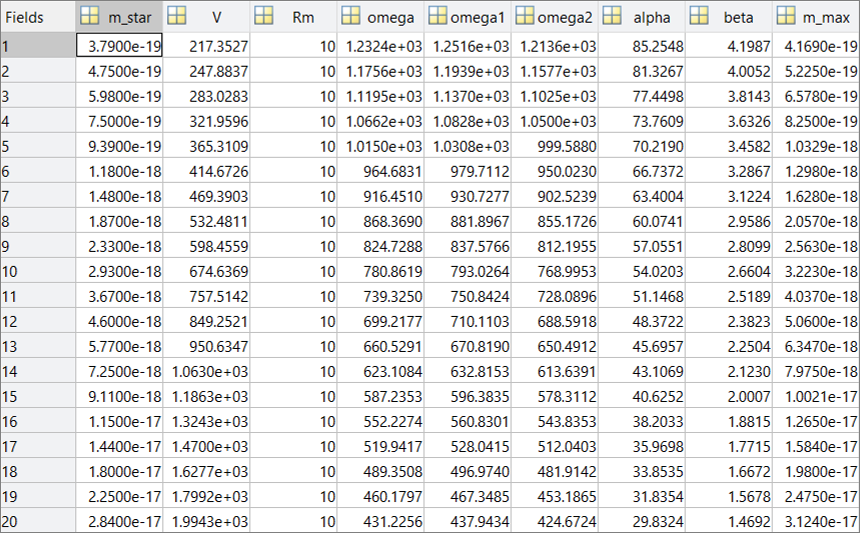 Fields m_star V Rm omega omega1 omega2 alpha beta m_max
1 3.7900e-19 217.3527 10 1.2324e+03 1.2516e+03 1.2136e+03 85.2548 4.1987 4.1690e-19
2 4.7500e-19 247.8837 10 1.1756e+03 1.1939e+03 1.1577e+03 81.3267 4.0052 5.2250e-19
3 5.9800e-19 283.0283 10 1.1195e+03 1.1370e+03 1.1025e+03 77.4498 3.8143 6.5780e-19
4 7.5000e-19 321.9596 10 1.0662e+03 1.0828e+03 1.0500e+03 73.7609 3.6326 8.2500e-19
5 9.3900e-19 365.3109 10 1.0150e+03 1.0308e+03 999.5880 70.2190 3.4582 1.0329e-18
6 1.1800e-18 414.6726 10 964.6831 979.7112 950.0230 66.7372 3.2867 1.2980e-18
7 1.4800e-18 469.3903 10 916.4510 930.7277 902.5239 63.4004 3.1224 1.6280e-18
8 1.8700e-18 532.4811 10 868.3690 881.8967 855.1726 60.0741 2.9586 2.0570e-18
9 2.3300e-18 598.4559 10 824.7288 837.5766 812.1955 57.0551 2.8099 2.5630e-18
10 2.9300e-18 674.6369 10 780.8619 793.0264 768.9953 54.0203 2.6604 3.2230e-18
11 3.6700e-18 757.5142 10 739.3250 750.8424 728.0896 51.1468 2.5189 4.0370e-18
12 4.6000e-18 849.2521 10 699.2177 710.1103 688.5918 48.3722 2.3823 5.0600e-18
13 5.7700e-18 950.6347 10 660.5291 670.8190 650.4912 45.6957 2.2504 6.3470e-18
14 7.2500e-18 1.0630e+03 10 623.1084 632.8153 613.6391 43.1069 2.1230 7.9750e-18
15 9.1100e-18 1.1863e+03 10 587.2353 596.3835 578.3112 40.6252 2.0007 1.0021e-17
16 1.1500e-17 1.3243e+03 10 552.2274 560.8301 543.8353 38.2033 1.8815 1.2650e-17
17 1.4400e-17 1.4700e+03 10 519.9417 528.0415 512.0403 35.9698 1.7715 1.5840e-17
18 1.8000e-17 1.6277e+03 10 489.3508 496.9740 481.9142 33.8535 1.6672 1.9800e-17
19 2.2500e-17 1.7992e+03 10 460.1797 467.3485 453.1865 31.8354 1.5678 2.4750e-17
20 2.8400e-17 1.9943e+03 10 431.2256 437.9434 424.6724 29.8324 1.4692 3.1240e-17